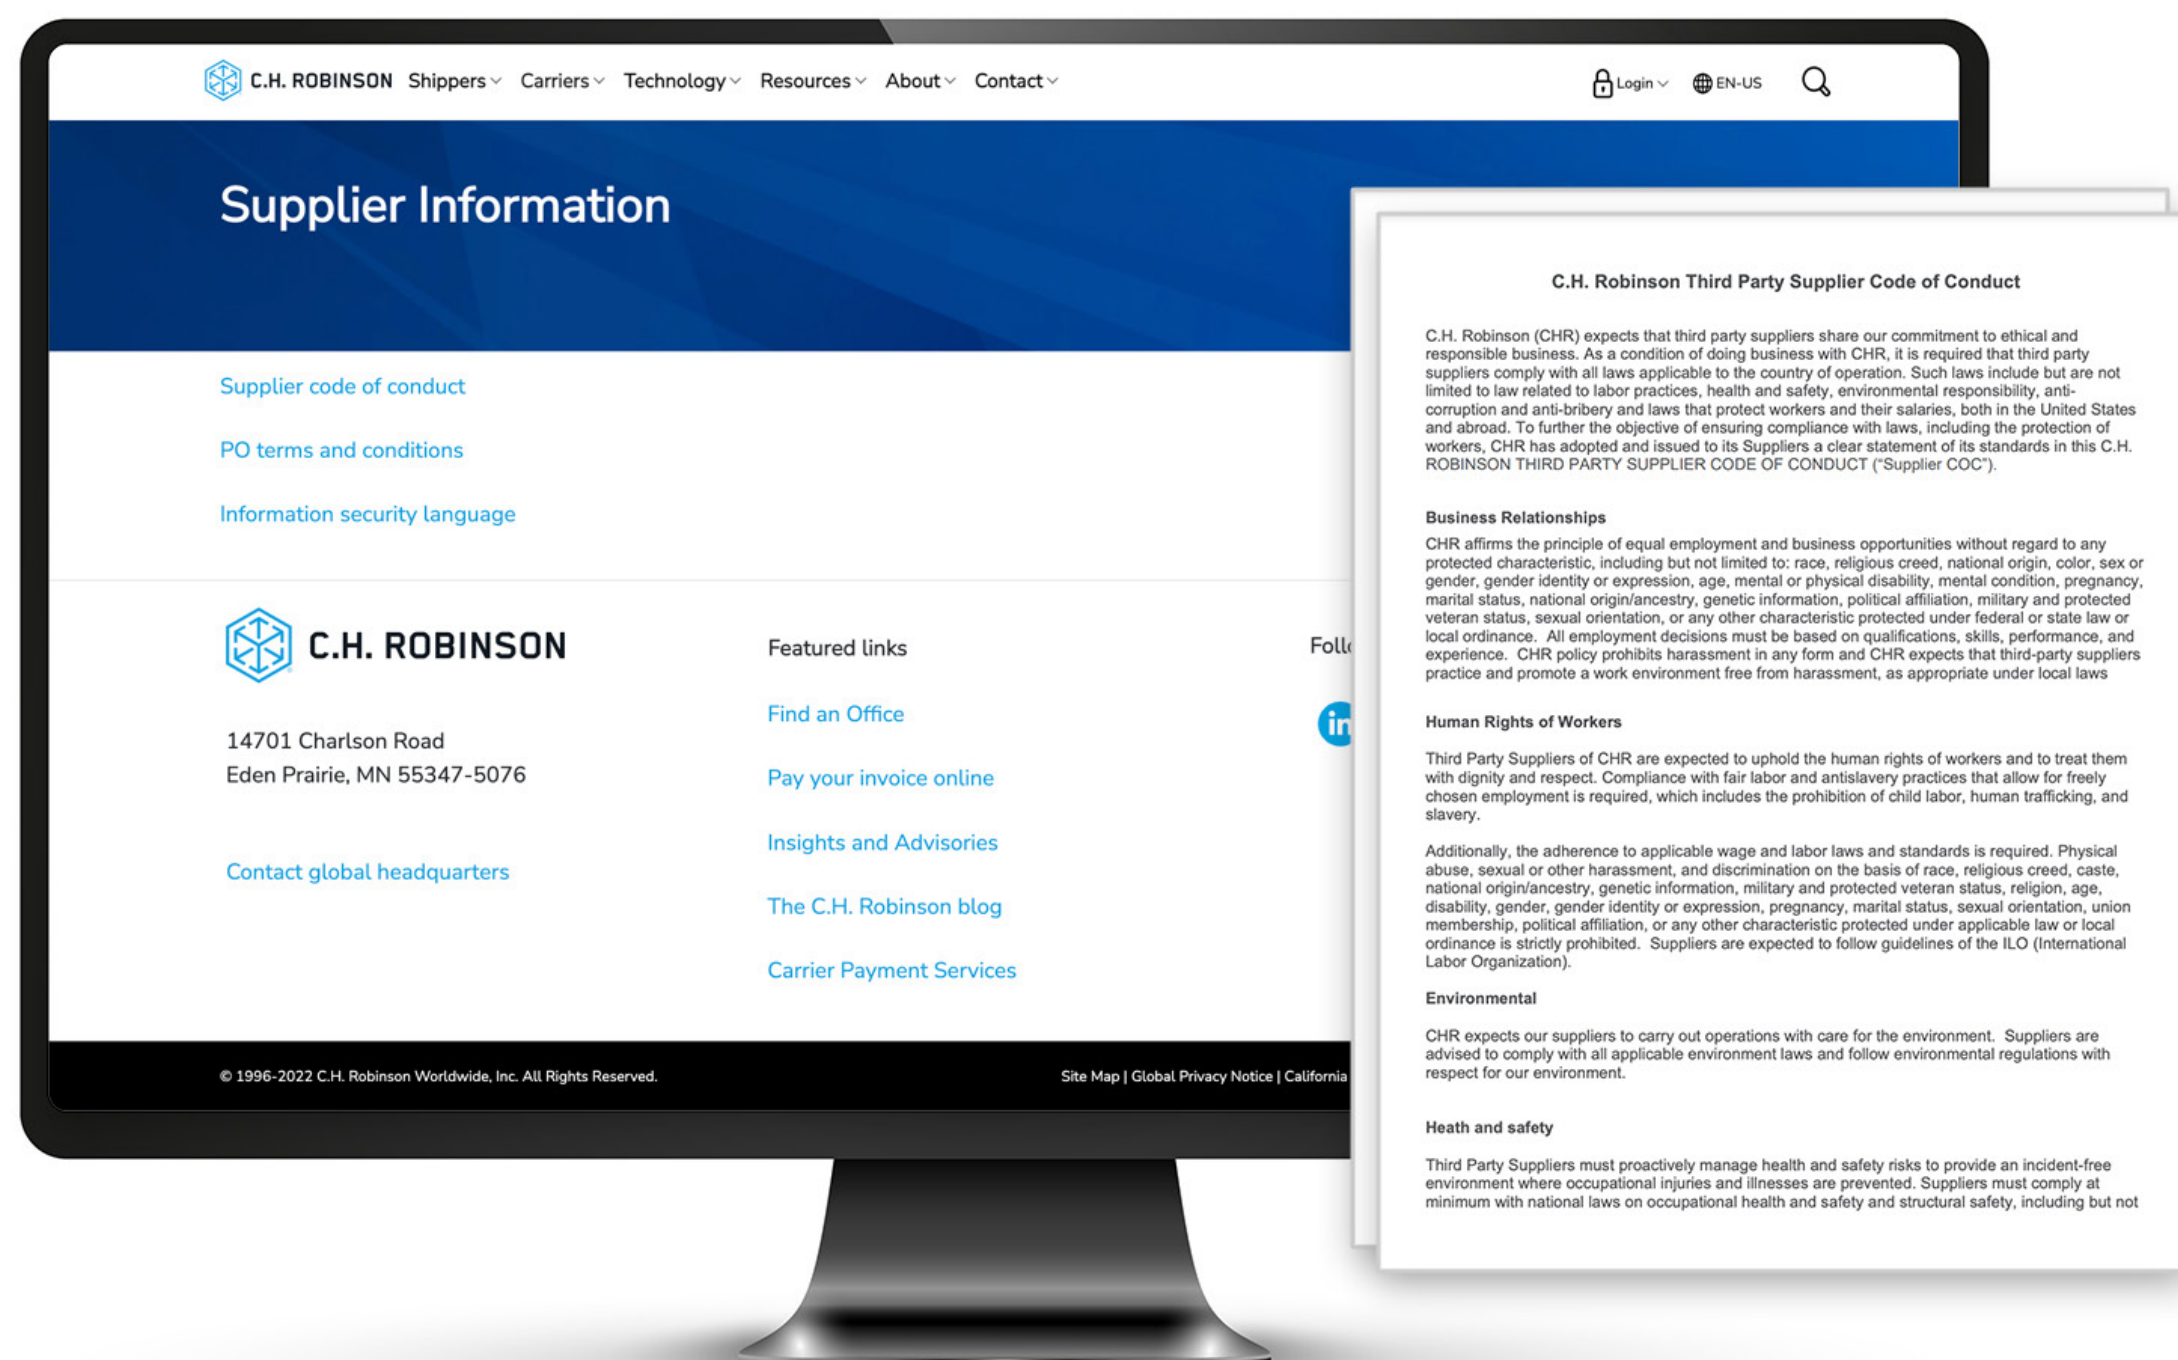 C.H. ROBINSON Shippers Carriers Technology Resources About Contact Login EN-US
Supplier Information
Supplier code of conduct
PO terms and conditions
Information security language
C.H. ROBINSON
14701 Charlson Road
Eden Prairie, MN 55347-5076
Contact global headquarters
Featured links
Find an Office
Pay your invoice online
Insights and Advisories
The C.H. Robinson blog
Carrier Payment Services
in
© 1996-2022 C.H. Robinson Worldwide, Inc. All Rights Reserved.
Site Map | Global Privacy Notice | California
C.H. Robinson Third Party Supplier Code of Conduct
C.H. Robinson (CHR) expects that third party suppliers share our commitment to ethical and
responsible business. As a condition of doing business with CHR, it is required that third party
suppliers comply with all laws applicable to the country of operation. Such laws include but are not
limited to law related to labor practices, health and safety, environmental responsibility, anti-
corruption and anti-bribery and laws that protect workers and their salaries, both in the United States
and abroad. To further the objective of ensuring compliance with laws, including the protection of
workers, CHR has adopted and issued to its Suppliers a clear statement of its standards in this C.H.
ROBINSON THIRD PARTY SUPPLIER CODE OF CONDUCT (“Supplier COC”).
Business Relationships
CHR affirms the principle of equal employment and business opportunities without regard to any
protected characteristic, including but not limited to: race, religious creed, national origin, color, sex or
gender, gender identity or expression, age, mental or physical disability, mental condition, pregnancy,
marital status, national origin/ancestry, genetic information, political affiliation, military and protected
veteran status, sexual orientation, or any other characteristic protected under federal or state law or
local ordinance. All employment decisions must be based on qualifications, skills, performance, and
experience. CHR policy prohibits harassment in any form and CHR expects that third-party suppliers
practice and promote a work environment free from harassment, as appropriate under local laws
Human Rights of Workers
Third Party Suppliers of CHR are expected to uphold the human rights of workers and to treat them
with dignity and respect. Compliance with fair labor and antislavery practices that allow for freely
chosen employment is required, which includes the prohibition of child labor, human trafficking, and
slavery.
Additionally, the adherence to applicable wage and labor laws and standards is required. Physical
abuse, sexual or other harassment, and discrimination on the basis of race, religious creed, caste,
national origin/ancestry, genetic information, military and protected veteran status, religion, age,
disability, gender, gender identity or expression, pregnancy, marital status, sexual orientation, union
membership, political affiliation, or any other characteristic protected under applicable law or local
ordinance is strictly prohibited. Suppliers are expected to follow guidelines of the ILO (International
Labor Organization).
Environmental
CHR expects our suppliers to carry out operations with care for the environment. Suppliers are
advised to comply with all applicable environment laws and follow environmental regulations with
respect for our environment.
Heath and safety
Third Party Suppliers must proactively manage health and safety risks to provide an incident-free
environment where occupational injuries and illnesses are prevented. Suppliers must comply at
minimum with national laws on occupational health and safety and structural safety, including but not